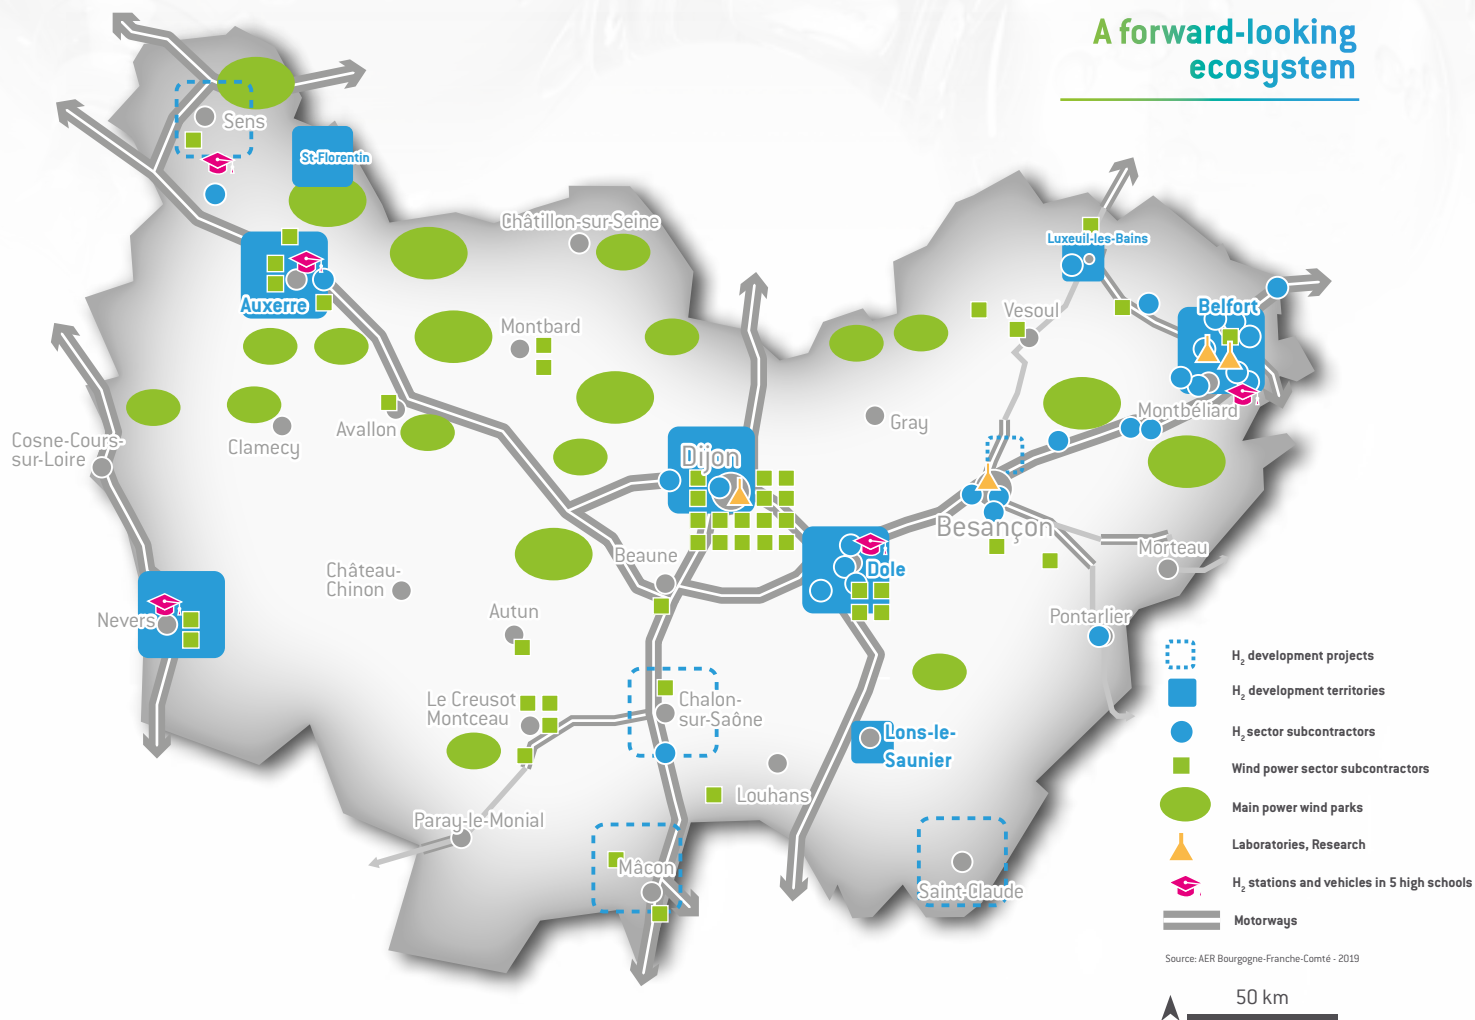 A forward-looking
ecosystem
Sens
St-Florentin
Châtillon-sur-Seine
Luxeuil-les-Bains
Auxerre
Vesoul
Belfort
Montbard
Montbéliard
Avallon
Gray
Clamecy
Cosne-Cours-
sur-Loire
Dijon
Besançon
Beaune
Morteau
Dole
Château-
Chinon
Autun
Nevers
Pontarlier
Le Creusot
Montceau
Chalon-
sur-Saône
Lons-le-
Saunier
Louhans
Paray-le-Monial
Mâcon
Saint-Claude
H2 development projects
H2 development territories
H2 sector subcontractors
Wind power sector subcontractors
Main power wind parks
Laboratories, Research
H2 stations and vehicles in 5 high schools
Motorways
Source: AER Bourgogne-Franche-Comté - 2019
50 km